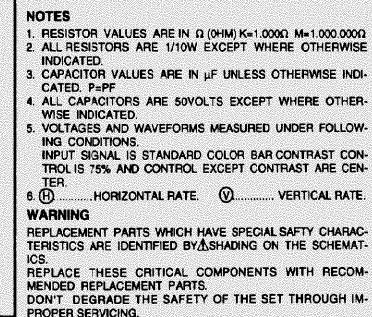 NOTES
1. RESISTOR VALUES ARE IN Ω (OHM) K=1.000Ω M=1.000.000Ω
2. ALL RESISTORS ARE 1/10W EXCEPT WHERE OTHERWISE
INDICATED.
3. CAPACITOR VALUES ARE IN µF UNLESS OTHERWISE INDI-
CATED. P=PF
4. ALL CAPACITORS ARE 50VOLTS EXCEPT WHERE OTHER-
WISE INDICATED.
5. VOLTAGES AND WAVEFORMS MEASURED UNDER FOLLOW-
ING CONDITIONS.
INPUT SIGNAL IS STANDARD COLOR BAR CONTRAST CON-
TROL IS 75% AND CONTROL EXCEPT CONTRAST ARE CEN-
TER.
6. Ⓗ...........HORIZONTAL RATE. Ⓥ............. VERTICAL RATE.
WARNING
REPLACEMENT PARTS WHICH HAVE SPECIAL SAFTY CHARAC-
TERISTICS ARE IDENTIFIED BY⚠SHADING ON THE SCHEMAT-
ICS.
REPLACE THESE CRITICAL COMPONENTS WITH RECOM-
MENDED REPLACEMENT PARTS.
DON'T DEGRADE THE SAFETY OF THE SET THROUGH IM-
PROPER SERVICING.